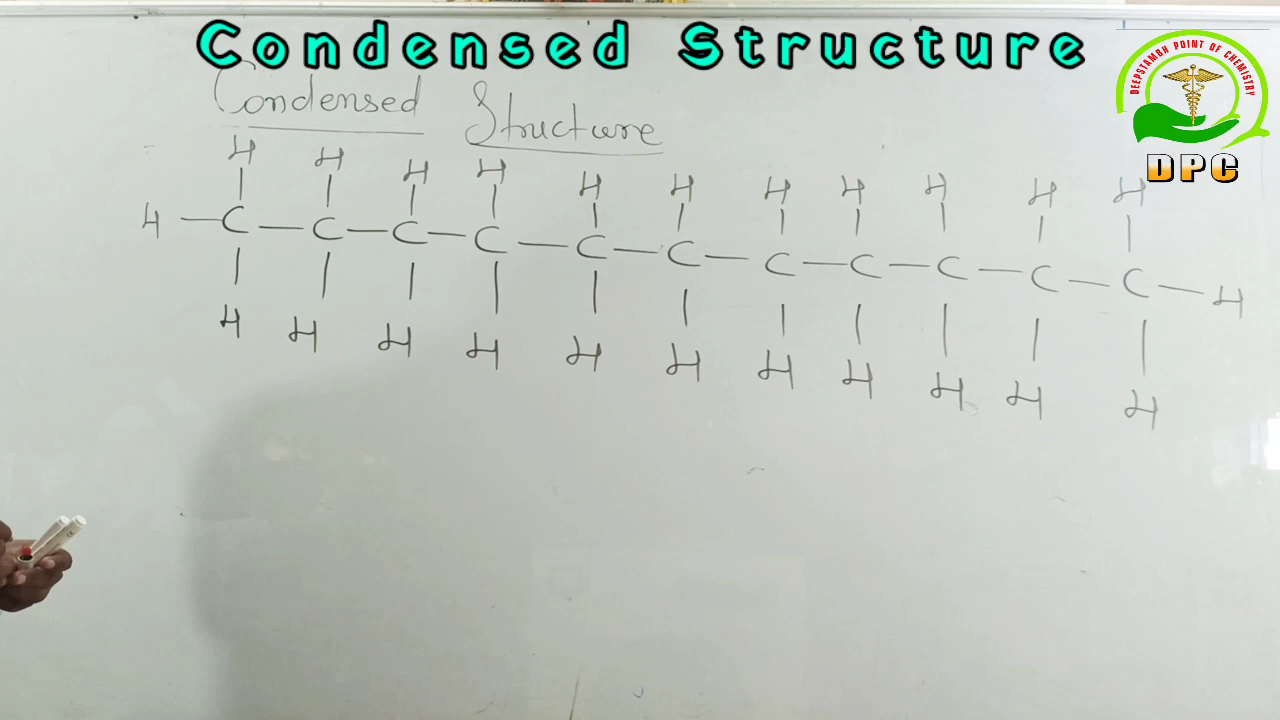 Condensed Structure
DEEPSTAMBH POINT OF CHEMISTRY
DPC
Condensed Structure
H H H H H H H H H H H
H – C – C – C – C – C – C – C – C – C – C – C – H
H H H H H H H H H H H